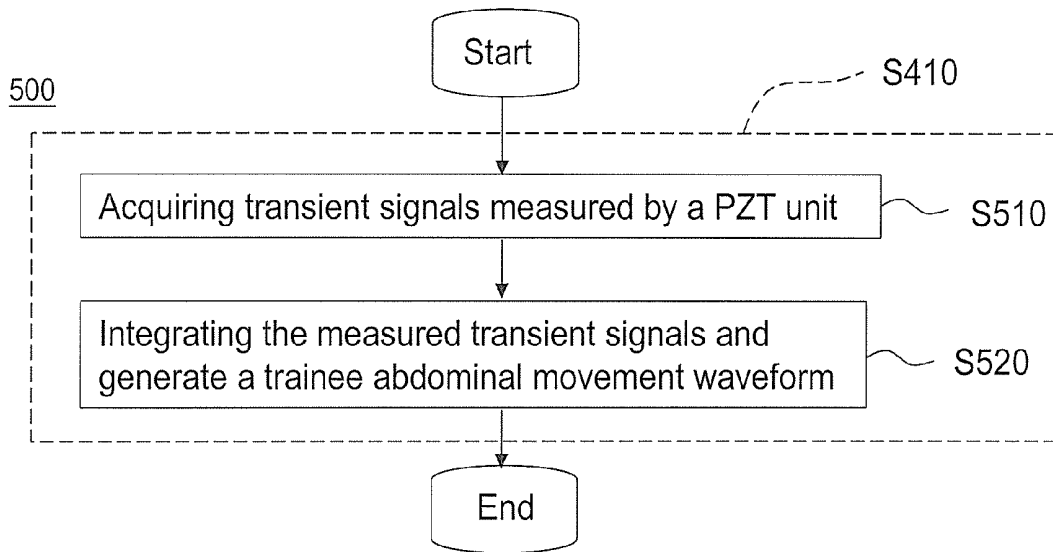 Start
S410
500
Acquiring transient signals measured by a PZT unit
S510
Integrating the measured transient signals and
generate a trainee abdominal movement waveform
S520
End